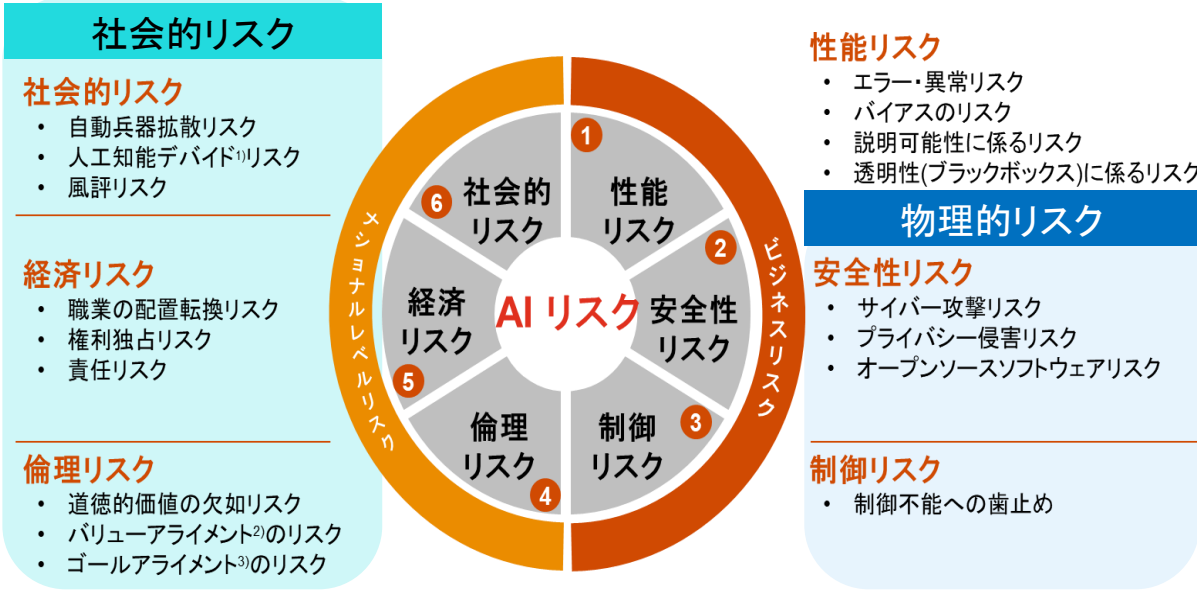 社会的リスク
社会的リスク
• 自動兵器拡散リスク
• 人工知能デバイド1)リスク
• 風評リスク
経済リスク
• 職業の配置転換リスク
• 権利独占リスク
• 責任リスク
倫理リスク
• 道徳的価値の欠如リスク
• バリューアライメント2)のリスク
• ゴールアライメント3)のリスク
メショナルレベルリスク
ビジネスリスク
AI リスク
1
性能
リスク
2
安全性
リスク
3
制御
リスク
4
倫理
リスク
5
経済
リスク
6
社会的
リスク
性能リスク
• エラー・異常リスク
• バイアスのリスク
• 説明可能性に係るリスク
• 透明性(ブラックボックス)に係るリスク
物理的リスク
安全性リスク
• サイバー攻撃リスク
• プライバシー侵害リスク
• オープンソースソフトウェアリスク
制御リスク
• 制御不能への歯止め